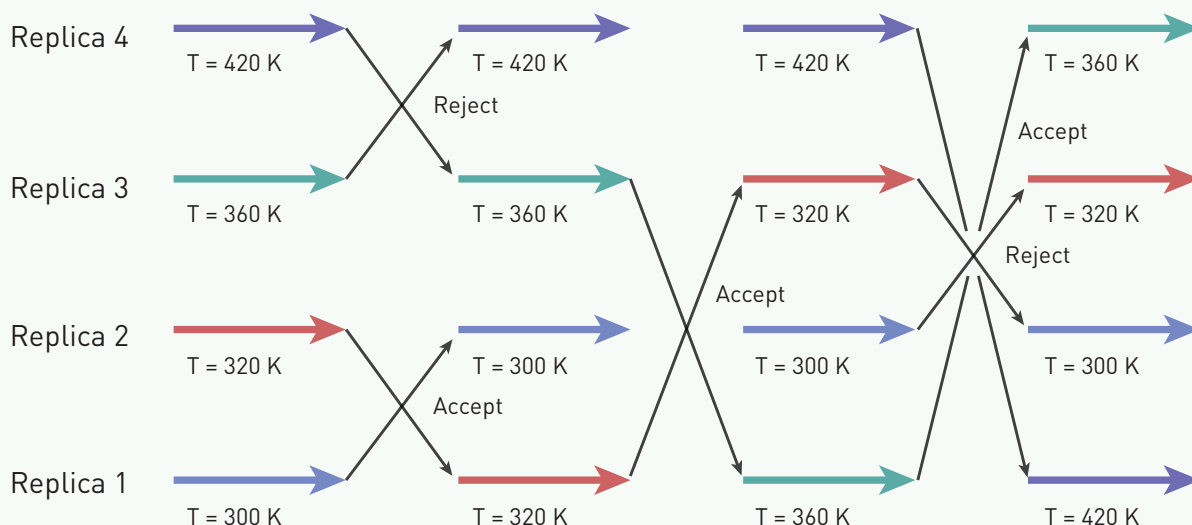 Replica 4
T = 420 K
T = 420 K
T = 420 K
T = 360 K
Reject
Accept
Replica 3
T = 360 K
T = 360 K
T = 320 K
T = 320 K
Reject
Accept
Replica 2
T = 320 K
T = 300 K
T = 300 K
T = 300 K
Accept
Replica 1
T = 300 K
T = 320 K
T = 360 K
T = 420 K